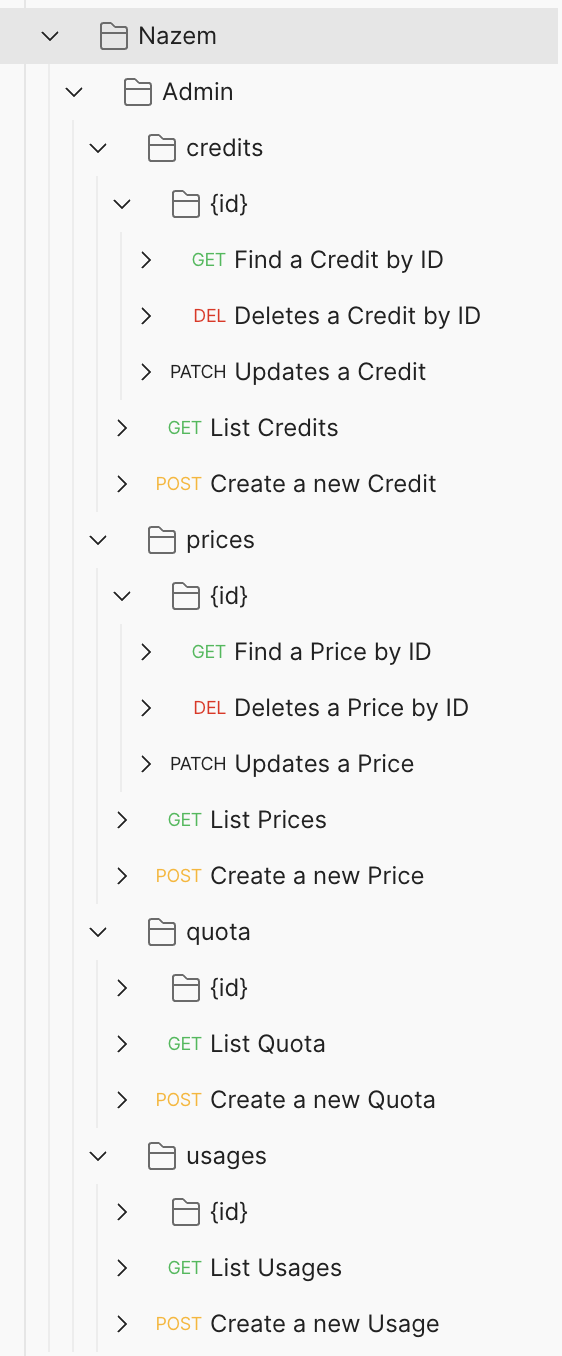 Nazem
Admin
credits
{id}
GET Find a Credit by ID
DEL Deletes a Credit by ID
PATCH Updates a Credit
GET List Credits
POST Create a new Credit
prices
{id}
GET Find a Price by ID
DEL Deletes a Price by ID
PATCH Updates a Price
GET List Prices
POST Create a new Price
quota
{id}
GET List Quota
POST Create a new Quota
usages
{id}
GET List Usages
POST Create a new Usage